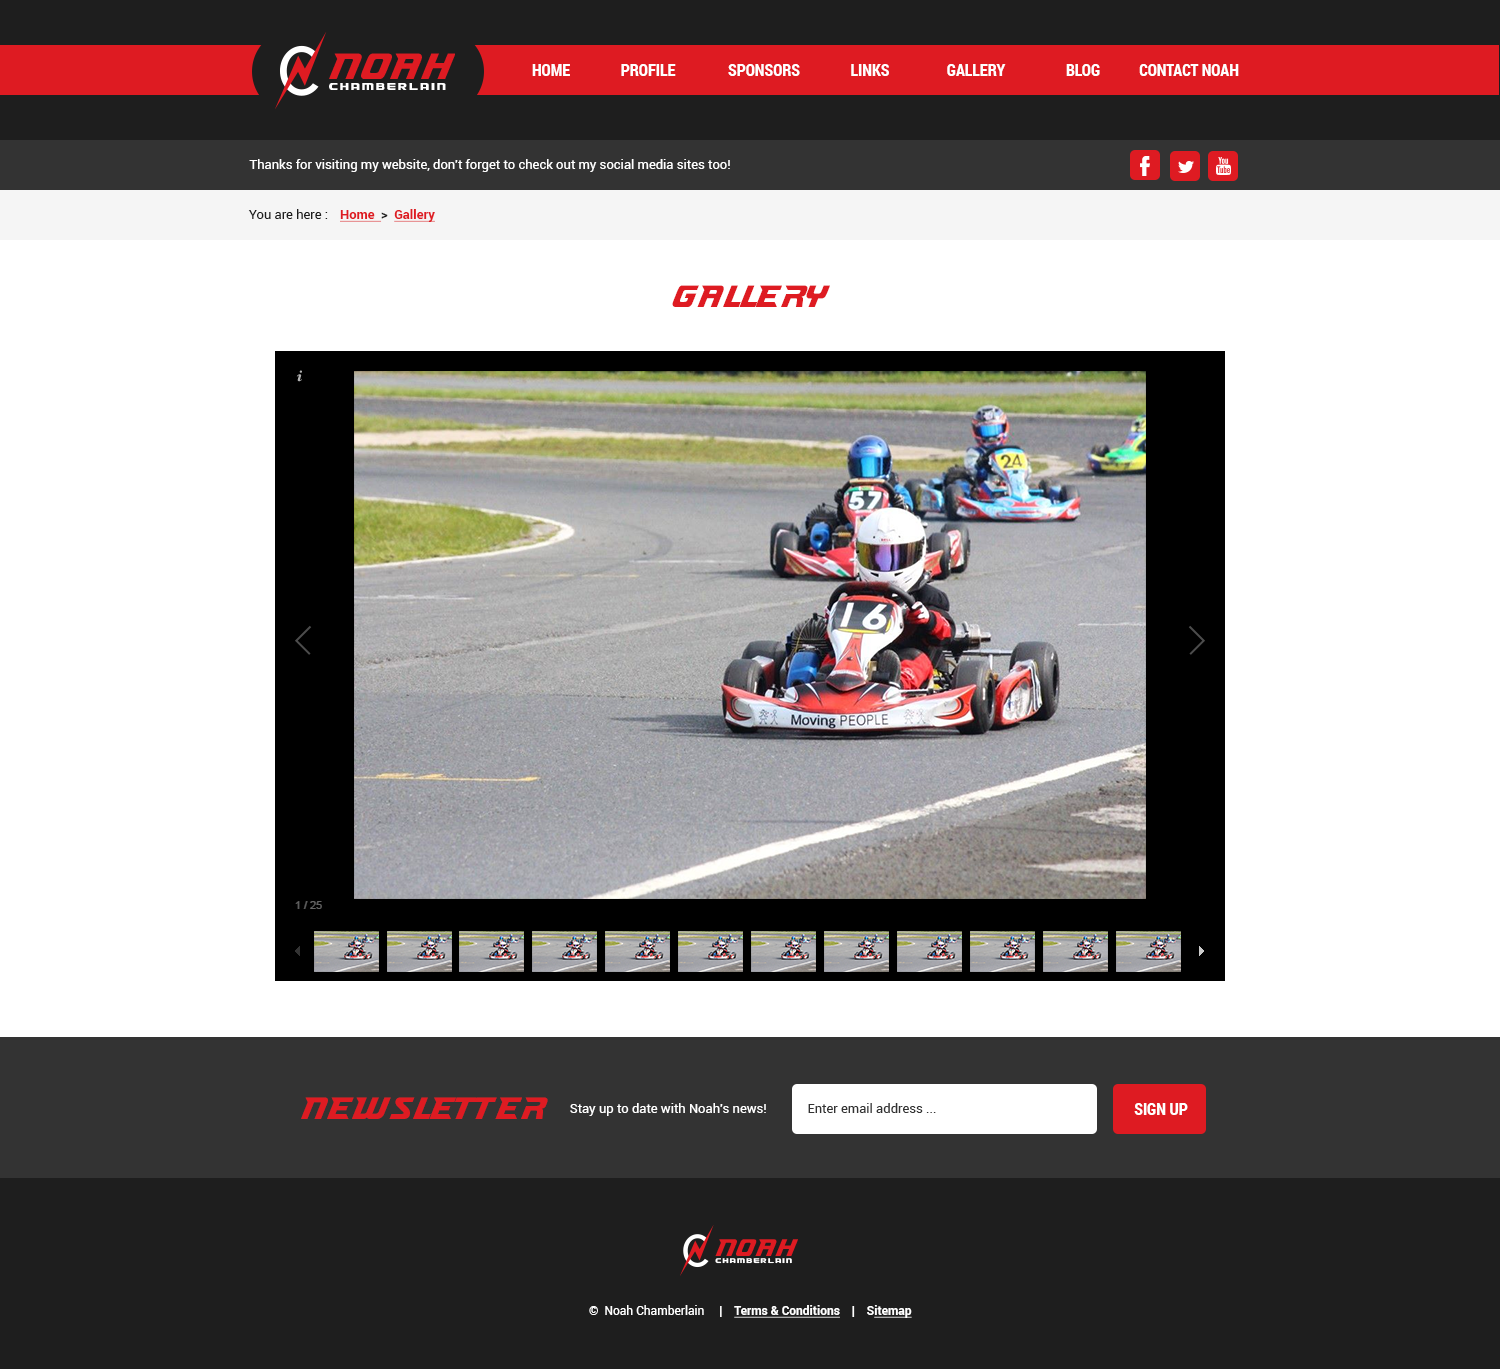 NOAH
CHAMBERLAIN
HOME PROFILE SPONSORS LINKS GALLERY BLOG CONTACT NOAH
Thanks for visiting my website, don't forget to check out my social media sites too!
You Tube
You are here : Home > Gallery
GALLERY
i
24
57
16
Moving PEOPLE
1 / 25
NEWSLETTER Stay up to date with Noah's news! Enter email address ... SIGN UP
NOAH
CHAMBERLAIN
© Noah Chamberlain | Terms & Conditions | Sitemap